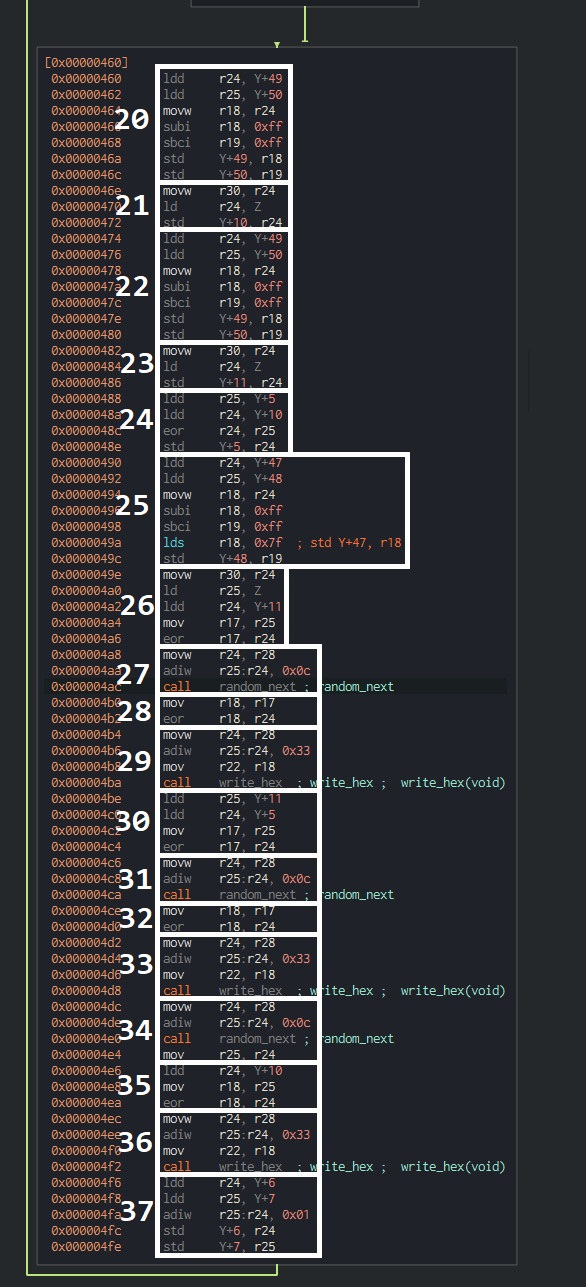 [0x00000460]
0x00000460 ldd r24, Y+49
0x00000462 ldd r25, Y+50
0x00000464 movw r18, r24
20
0x00000466 subi r18, 0xff
0x00000468 sbci r19, 0xff
0x0000046a std Y+49, r18
0x0000046c std Y+50, r19
0x0000046e movw r30, r24
21
0x00000470 ld r24, Z
0x00000472 std Y+10, r24
0x00000474 ldd r24, Y+49
0x00000476 ldd r25, Y+50
0x00000478 movw r18, r24
22
0x0000047a subi r18, 0xff
0x0000047c sbci r19, 0xff
0x0000047e std Y+49, r18
0x00000480 std Y+50, r19
0x00000482 movw r30, r24
23
0x00000484 ld r24, Z
0x00000486 std Y+11, r24
0x00000488 ldd r25, Y+5
24
0x0000048a ldd r24, Y+10
0x0000048c eor r24, r25
0x0000048e std Y+5, r24
0x00000490 ldd r24, Y+47
0x00000492 ldd r25, Y+48
0x00000494 movw r18, r24
25
0x00000496 subi r18, 0xff
0x00000498 sbci r19, 0xff
0x0000049a lds r18, 0x7f ; std Y+47, r18
0x0000049c std Y+48, r19
0x0000049e movw r30, r24
0x000004a0 ld r25, Z
26
0x000004a2 ldd r24, Y+11
0x000004a4 mov r17, r25
0x000004a6 eor r17, r24
0x000004a8 movw r24, r28
27
0x000004aa adiw r25:r24, 0x0c
0x000004ac call random_next ; random_next
0x000004b0 mov r18, r17
28
0x000004b2 eor r18, r24
0x000004b4 movw r24, r28
0x000004b6 adiw r25:r24, 0x33
29
0x000004b8 mov r22, r18
0x000004ba call write_hex ; write_hex ; write_hex(void)
0x000004be ldd r25, Y+11
0x000004c0 ldd r24, Y+5
30
0x000004c2 mov r17, r25
0x000004c4 eor r17, r24
0x000004c6 movw r24, r28
31
0x000004c8 adiw r25:r24, 0x0c
0x000004ca call random_next ; random_next
0x000004ce mov r18, r17
32
0x000004d0 eor r18, r24
0x000004d2 movw r24, r28
0x000004d4 adiw r25:r24, 0x33
33
0x000004d6 mov r22, r18
0x000004d8 call write_hex ; write_hex ; write_hex(void)
0x000004dc movw r24, r28
0x000004de adiw r25:r24, 0x0c
34
0x000004e0 call random_next ; random_next
0x000004e4 mov r25, r24
0x000004e6 ldd r24, Y+10
35
0x000004e8 mov r18, r25
0x000004ea eor r18, r24
0x000004ec movw r24, r28
0x000004ee adiw r25:r24, 0x33
36
0x000004f0 mov r22, r18
0x000004f2 call write_hex ; write_hex ; write_hex(void)
0x000004f6 ldd r24, Y+6
0x000004f8 ldd r25, Y+7
37
0x000004fa adiw r25:r24, 0x01
0x000004fc std Y+6, r24
0x000004fe std Y+7, r25